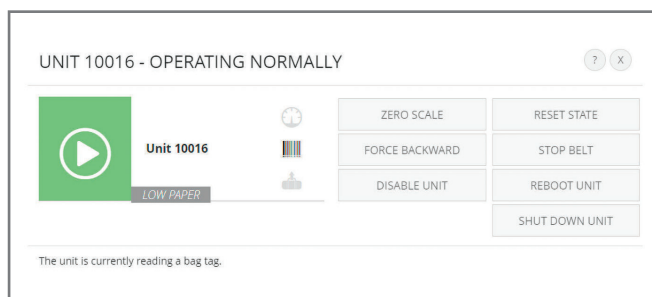 UNIT 10016 - OPERATING NORMALLY
? X
Unit 10016
LOW PAPER
ZERO SCALE
RESET STATE
FORCE BACKWARD
STOP BELT
DISABLE UNIT
REBOOT UNIT
SHUT DOWN UNIT
The unit is currently reading a bag tag.